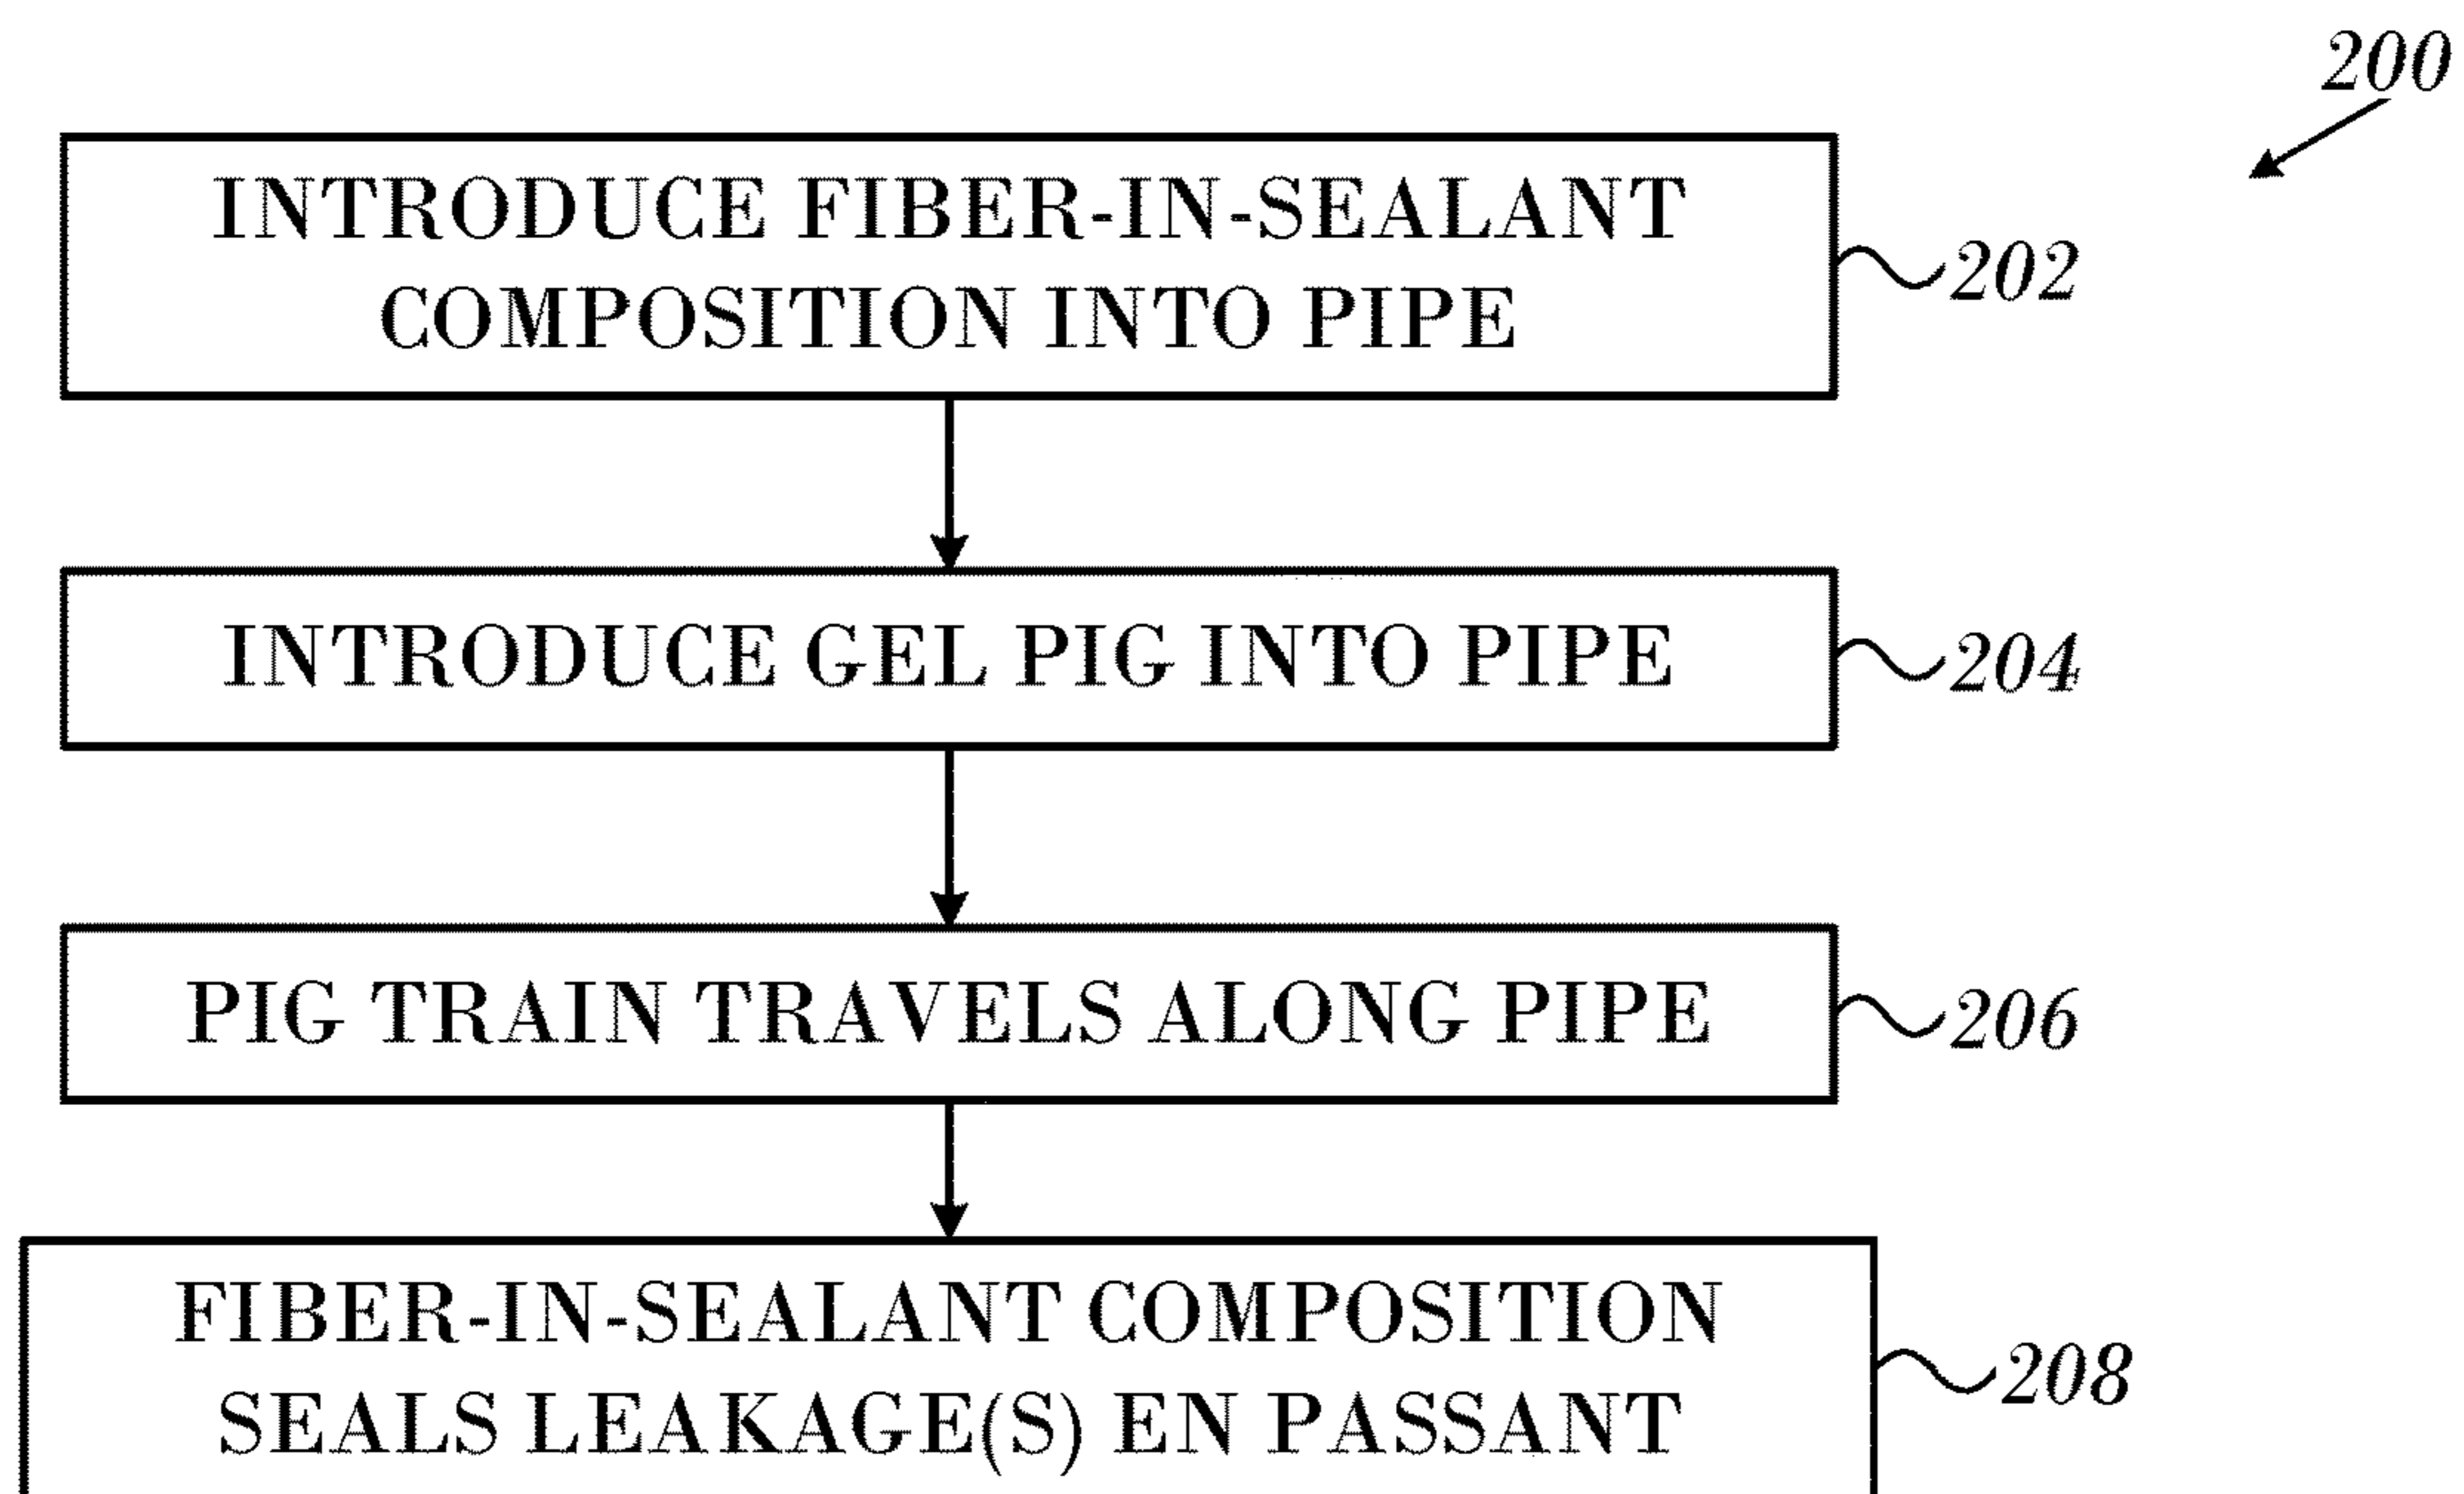 200
INTRODUCE FIBER-IN-SEALANT
COMPOSITION INTO PIPE
202
INTRODUCE GEL PIG INTO PIPE
204
PIG TRAIN TRAVELS ALONG PIPE
206
FIBER-IN-SEALANT COMPOSITION
SEALS LEAKAGE(S) EN PASSANT
208